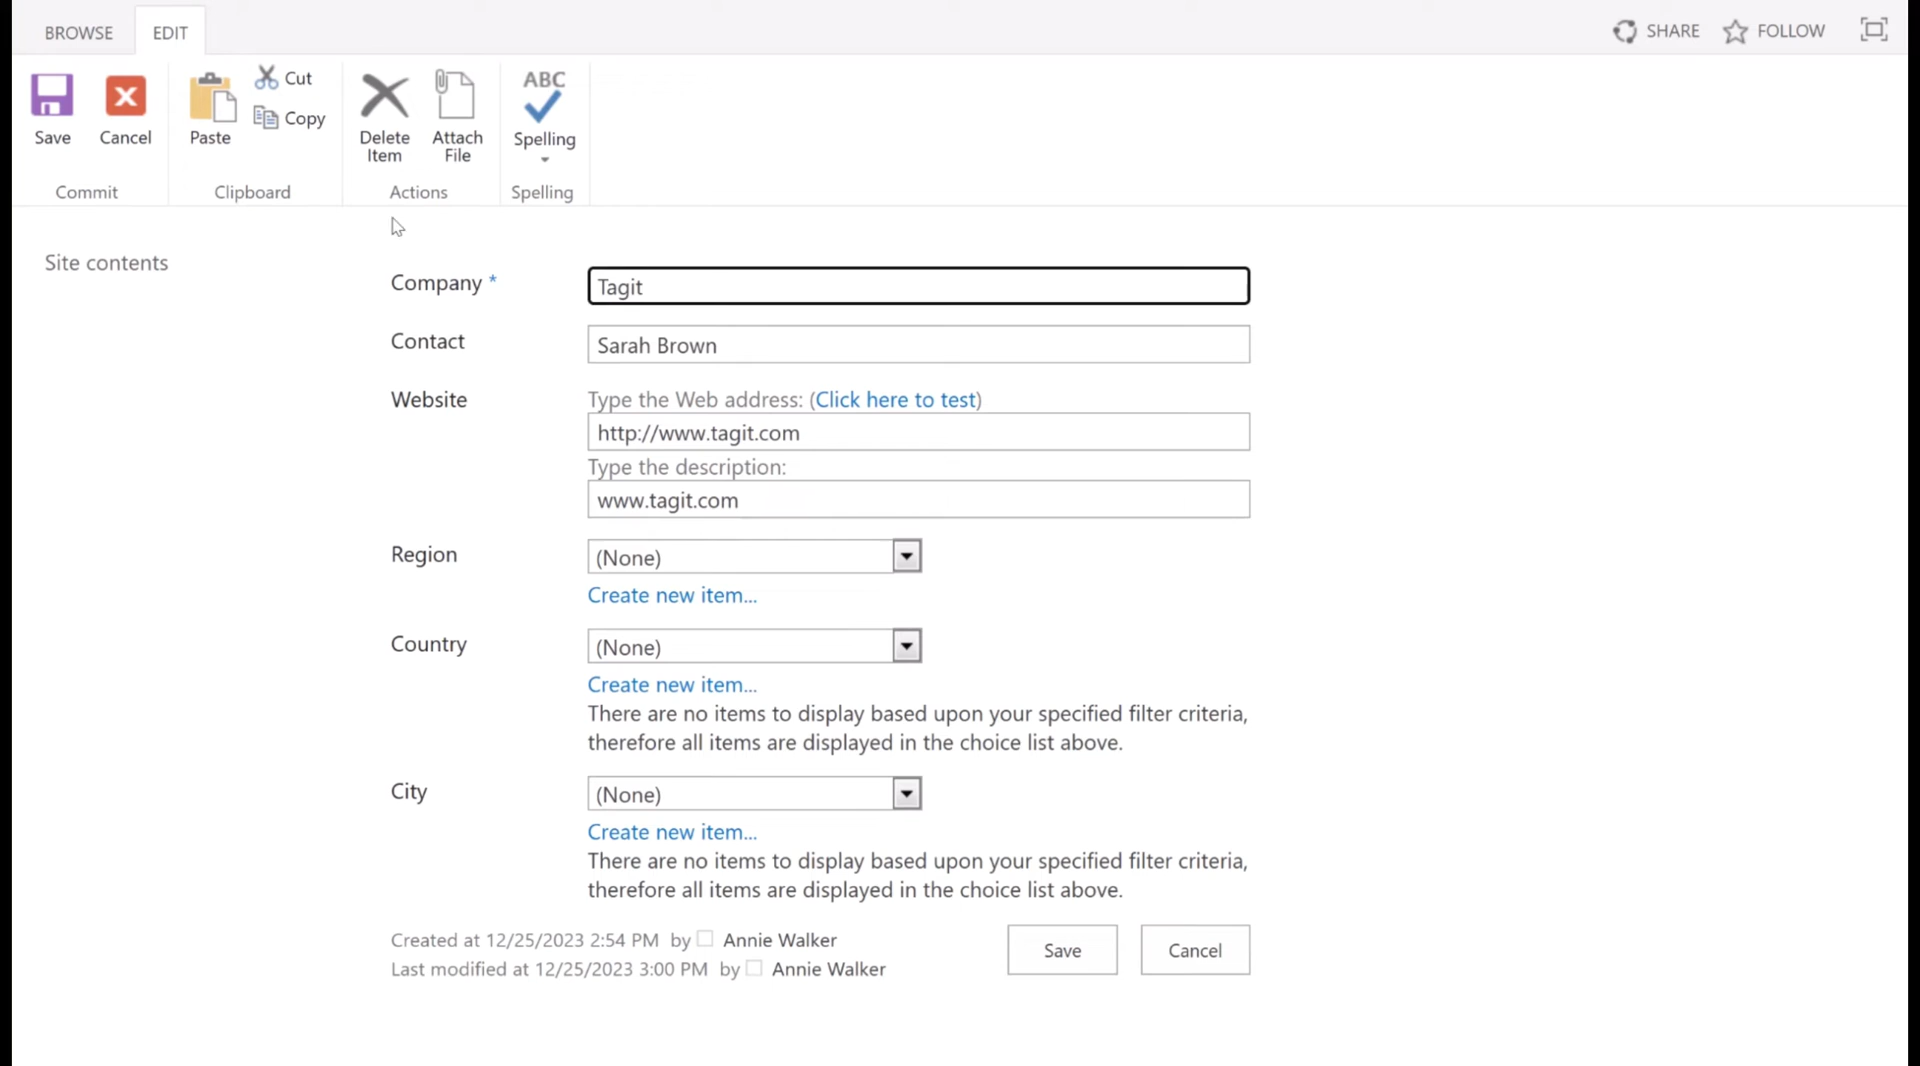 BROWSE EDIT SHARE FOLLOW
Save Cancel Paste Cut Copy Delete Item Attach File ABC Spelling
Commit Clipboard Actions Spelling
Site contents
Company * Tagit
Contact Sarah Brown
Website Type the Web address: (Click here to test)
http://www.tagit.com
Type the description:
www.tagit.com
Region (None)
Create new item...
Country (None)
Create new item...
There are no items to display based upon your specified filter criteria,
therefore all items are displayed in the choice list above.
City (None)
Create new item...
There are no items to display based upon your specified filter criteria,
therefore all items are displayed in the choice list above.
Created at 12/25/2023 2:54 PM by Annie Walker
Last modified at 12/25/2023 3:00 PM by Annie Walker
Save Cancel